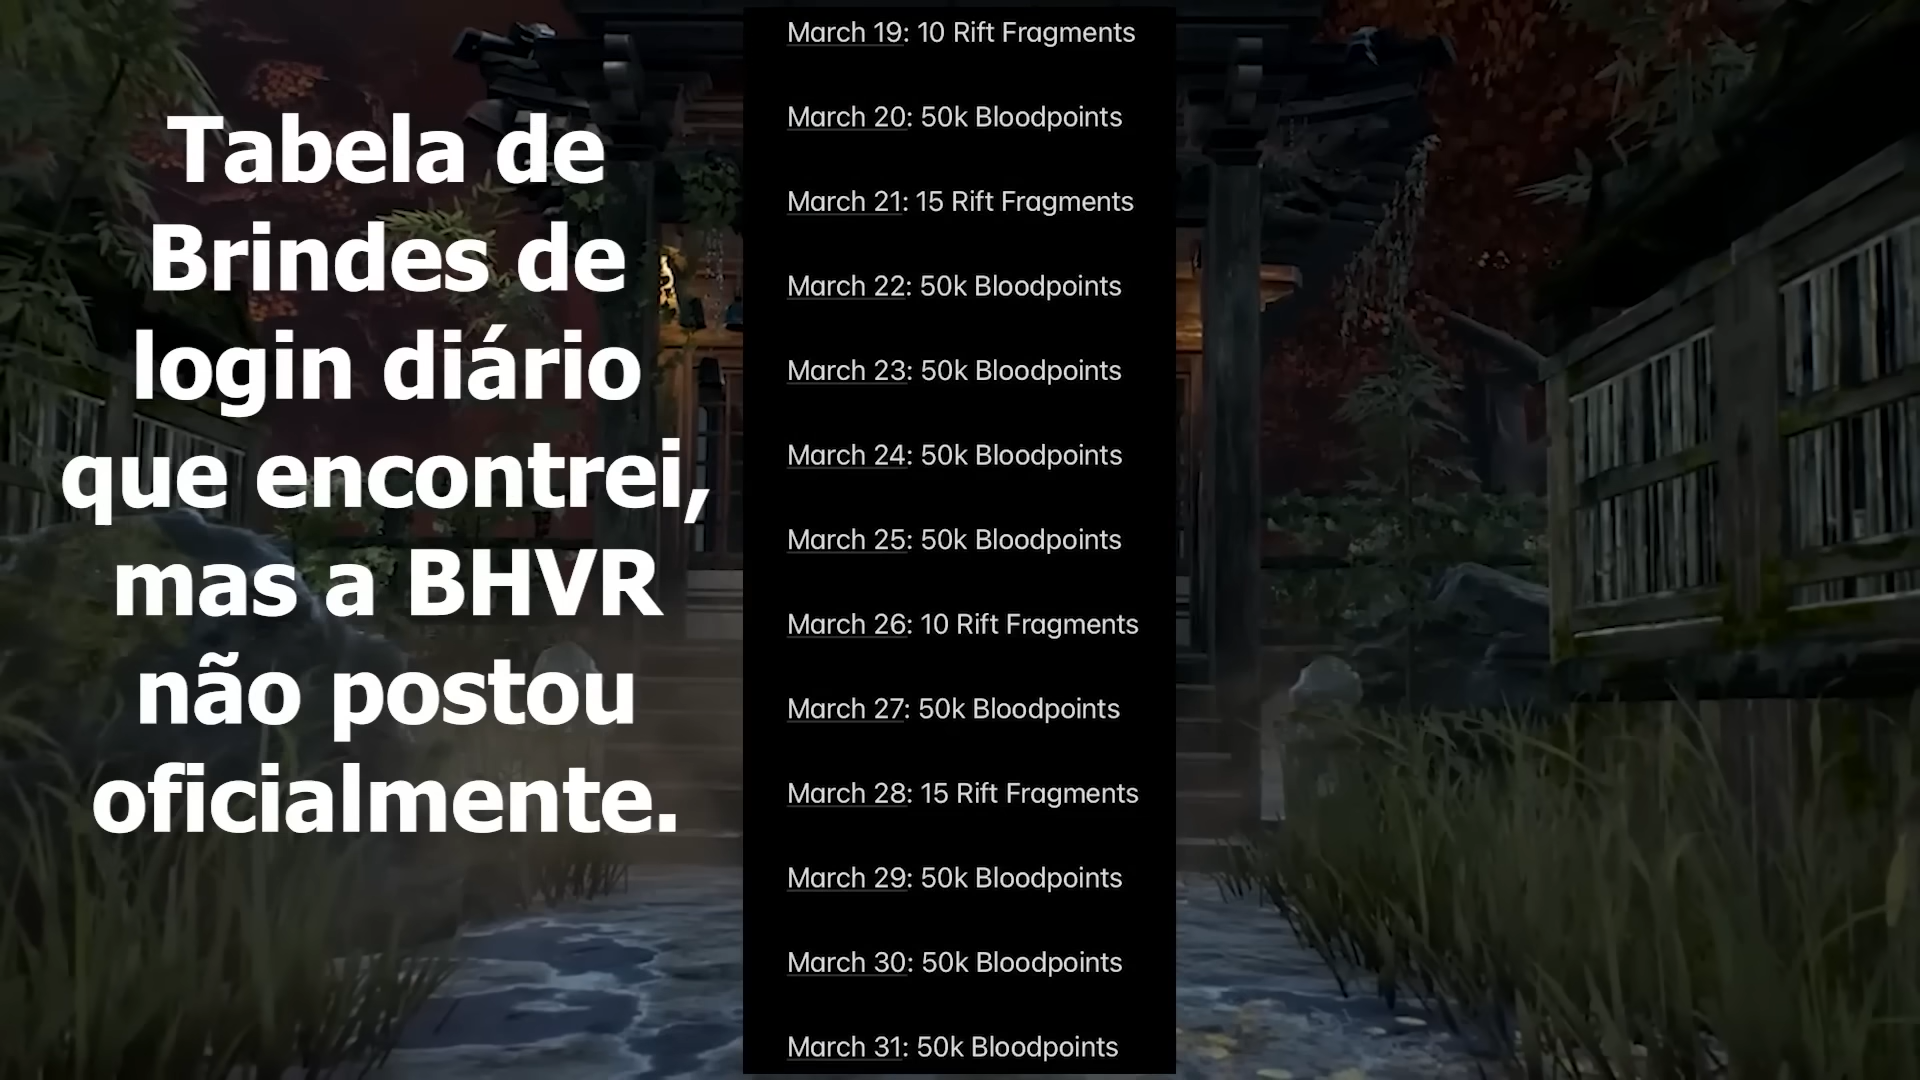 Tabela de
Brindes de
login diário
que encontrei,
mas a BHVR
não postou
oficialmente.
March 19: 10 Rift Fragments
March 20: 50k Bloodpoints
March 21: 15 Rift Fragments
March 22: 50k Bloodpoints
March 23: 50k Bloodpoints
March 24: 50k Bloodpoints
March 25: 50k Bloodpoints
March 26: 10 Rift Fragments
March 27: 50k Bloodpoints
March 28: 15 Rift Fragments
March 29: 50k Bloodpoints
March 30: 50k Bloodpoints
March 31: 50k Bloodpoints